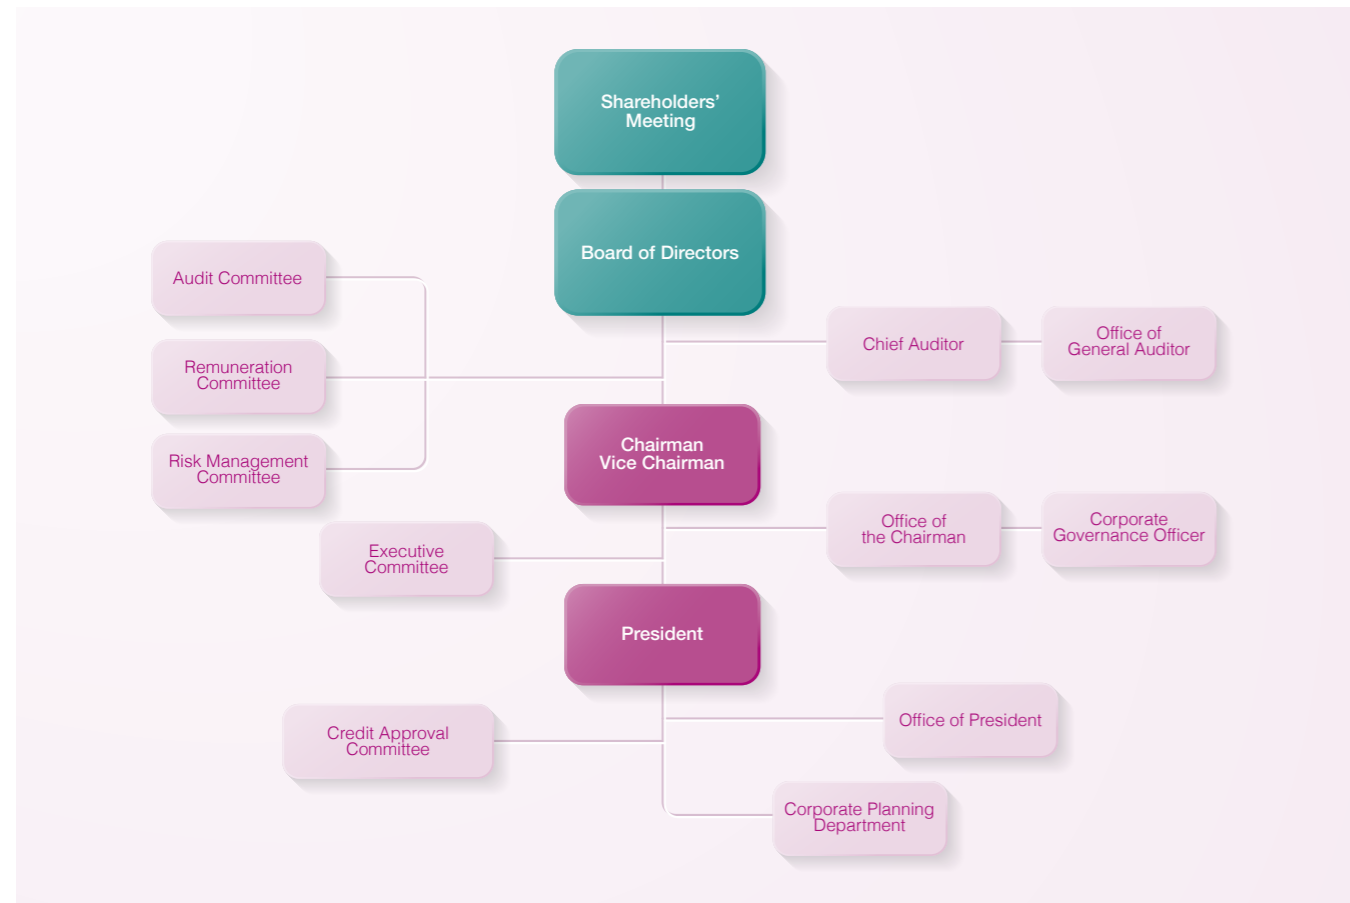 Shareholders’
Meeting
Board of Directors
Audit Committee
Remuneration
Committee
Risk Management
Committee
Chief Auditor
Office of
General Auditor
Chairman
Vice Chairman
Executive
Committee
Office of
the Chairman
Corporate
Governance Officer
President
Credit Approval
Committee
Office of President
Corporate Planning
Department